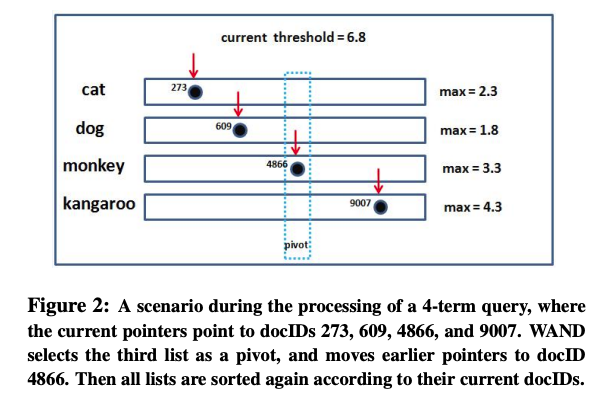 current threshold = 6.8
cat 273 max = 2.3
dog 609 max = 1.8
monkey 4866 max = 3.3
kangaroo 9007 max = 4.3
pivot
Figure 2: A scenario during the processing of a 4-term query, where
the current pointers point to docIDs 273, 609, 4866, and 9007. WAND
selects the third list as a pivot, and moves earlier pointers to docID
4866. Then all lists are sorted again according to their current docIDs.